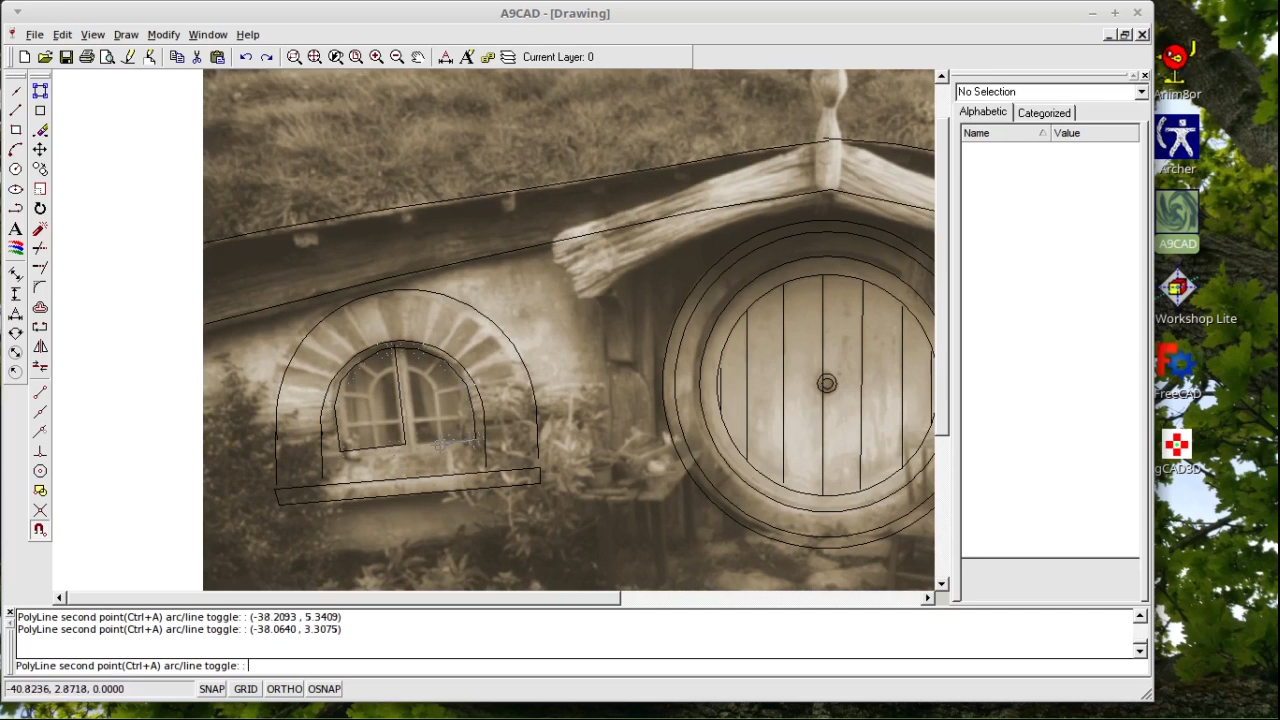 A9CAD - [Drawing]
File Edit View Draw Modify Window Help
Current Layer: 0
No Selection
Alphabetic Categorized
Name Value
PolyLine second point(Ctrl+A) arc/line toggle: : (-38.2093 , 5.3409)
PolyLine second point(Ctrl+A) arc/line toggle: : (-38.0640 , 3.3075)
PolyLine second point(Ctrl+A) arc/line toggle: :
-40.8236, 2.8718, 0.0000 SNAP GRID ORTHO OSNAP
Anim8or
Archer
A9CAD
Workshop Lite
FreeCAD
gCAD3D